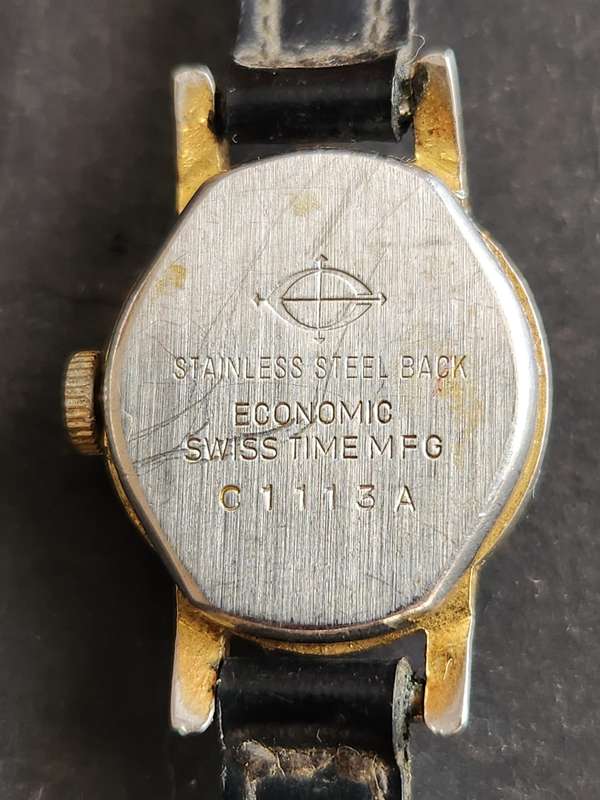 STAINLESS STEEL BACK
ECONOMIC
SWISS TIME MFG
C1113A